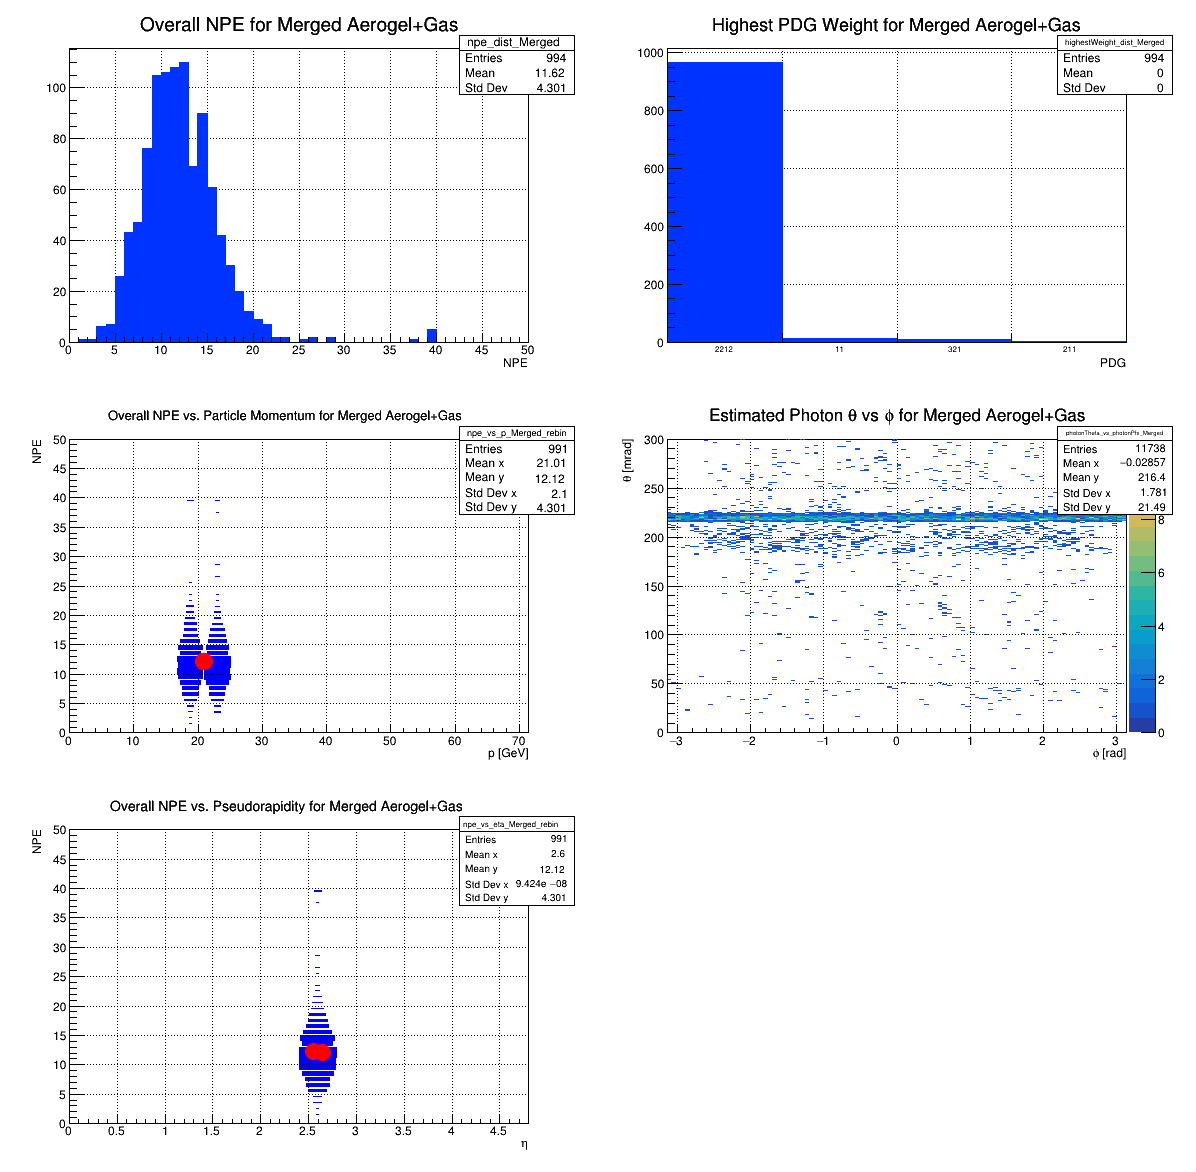 Overall NPE for Merged Aerogel+Gas
npe_dist_Merged
Entries 994
Mean 11.62
Std Dev 4.301
100
80
60
40
20
0
0 5 10 15 20 25 30 35 40 45 50
NPE
Highest PDG Weight for Merged Aerogel+Gas
highestWeight_dist_Merged
Entries 994
Mean 0
Std Dev 0
1000
800
600
400
200
0
2212 11 321 211
PDG
Overall NPE vs. Particle Momentum for Merged Aerogel+Gas
npe_vs_p_Merged_rebin
Entries 991
Mean x 21.01
Mean y 12.12
Std Dev x 2.1
Std Dev y 4.301
NPE
50
45
40
35
30
25
20
15
10
5
0
0 10 20 30 40 50 60 70
p [GeV]
Estimated Photon θ vs ϕ for Merged Aerogel+Gas
photonTheta_vs_photonPhi_Merged
Entries 11738
Mean x −0.02857
Mean y 216.4
Std Dev x 1.781
Std Dev y 21.49
θ [mrad]
300
250
200
150
100
50
0
−3 −2 −1 0 1 2 3
ϕ [rad]
8
6
4
2
0
Overall NPE vs. Pseudorapidity for Merged Aerogel+Gas
npe_vs_eta_Merged_rebin
Entries 991
Mean x 2.6
Mean y 12.12
Std Dev x 9.424e −08
Std Dev y 4.301
NPE
50
45
40
35
30
25
20
15
10
5
0
0 0.5 1 1.5 2 2.5 3 3.5 4 4.5
η